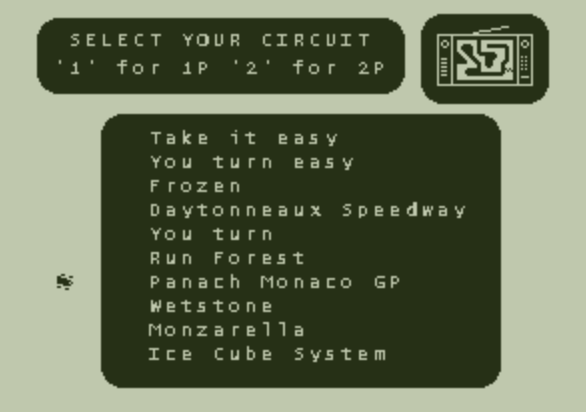 SELECT YOUR CIRCUIT
'1' for 1P '2' for 2P
Take it easy
You turn easy
Frozen
Daytonneaux Speedway
You turn
Run Forest
Panach Monaco GP
Wetstone
Monzarella
Ice Cube System